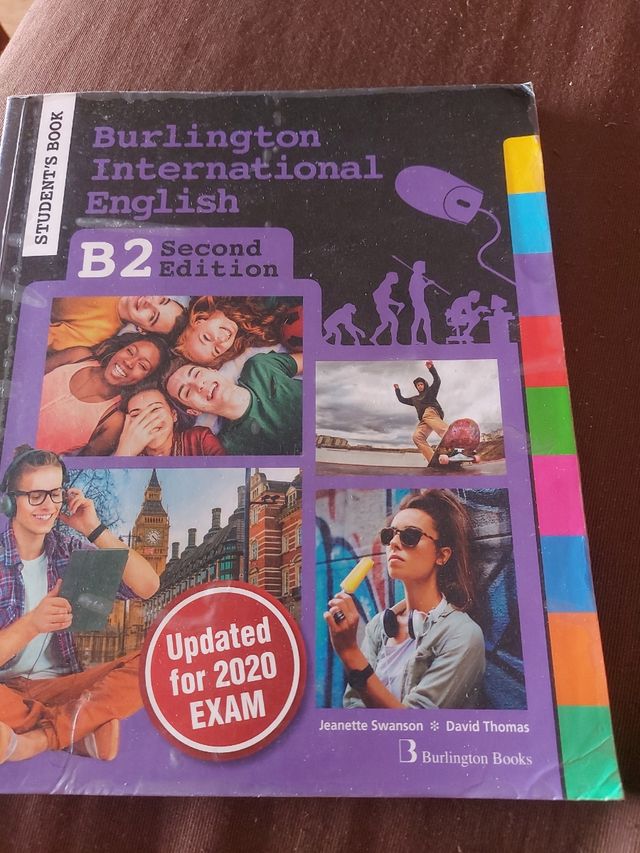 STUDENT'S BOOK
Burlington
International
English
B2 Second
Edition
Updated
for 2020
EXAM
Jeanette Swanson ✻ David Thomas
B Burlington Books